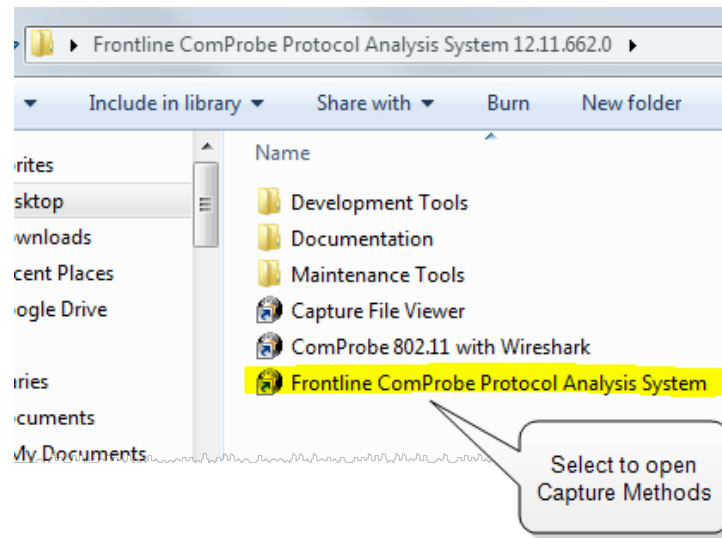 Frontline ComProbe Protocol Analysis System 12.11.662.0
Include in library Share with Burn New folder
Name
rites
sktop
wnloads
cent Places
ogle Drive
ries
cuments
My Documents
Development Tools
Documentation
Maintenance Tools
Capture File Viewer
ComProbe 802.11 with Wireshark
Frontline ComProbe Protocol Analysis System
Select to open
Capture Methods